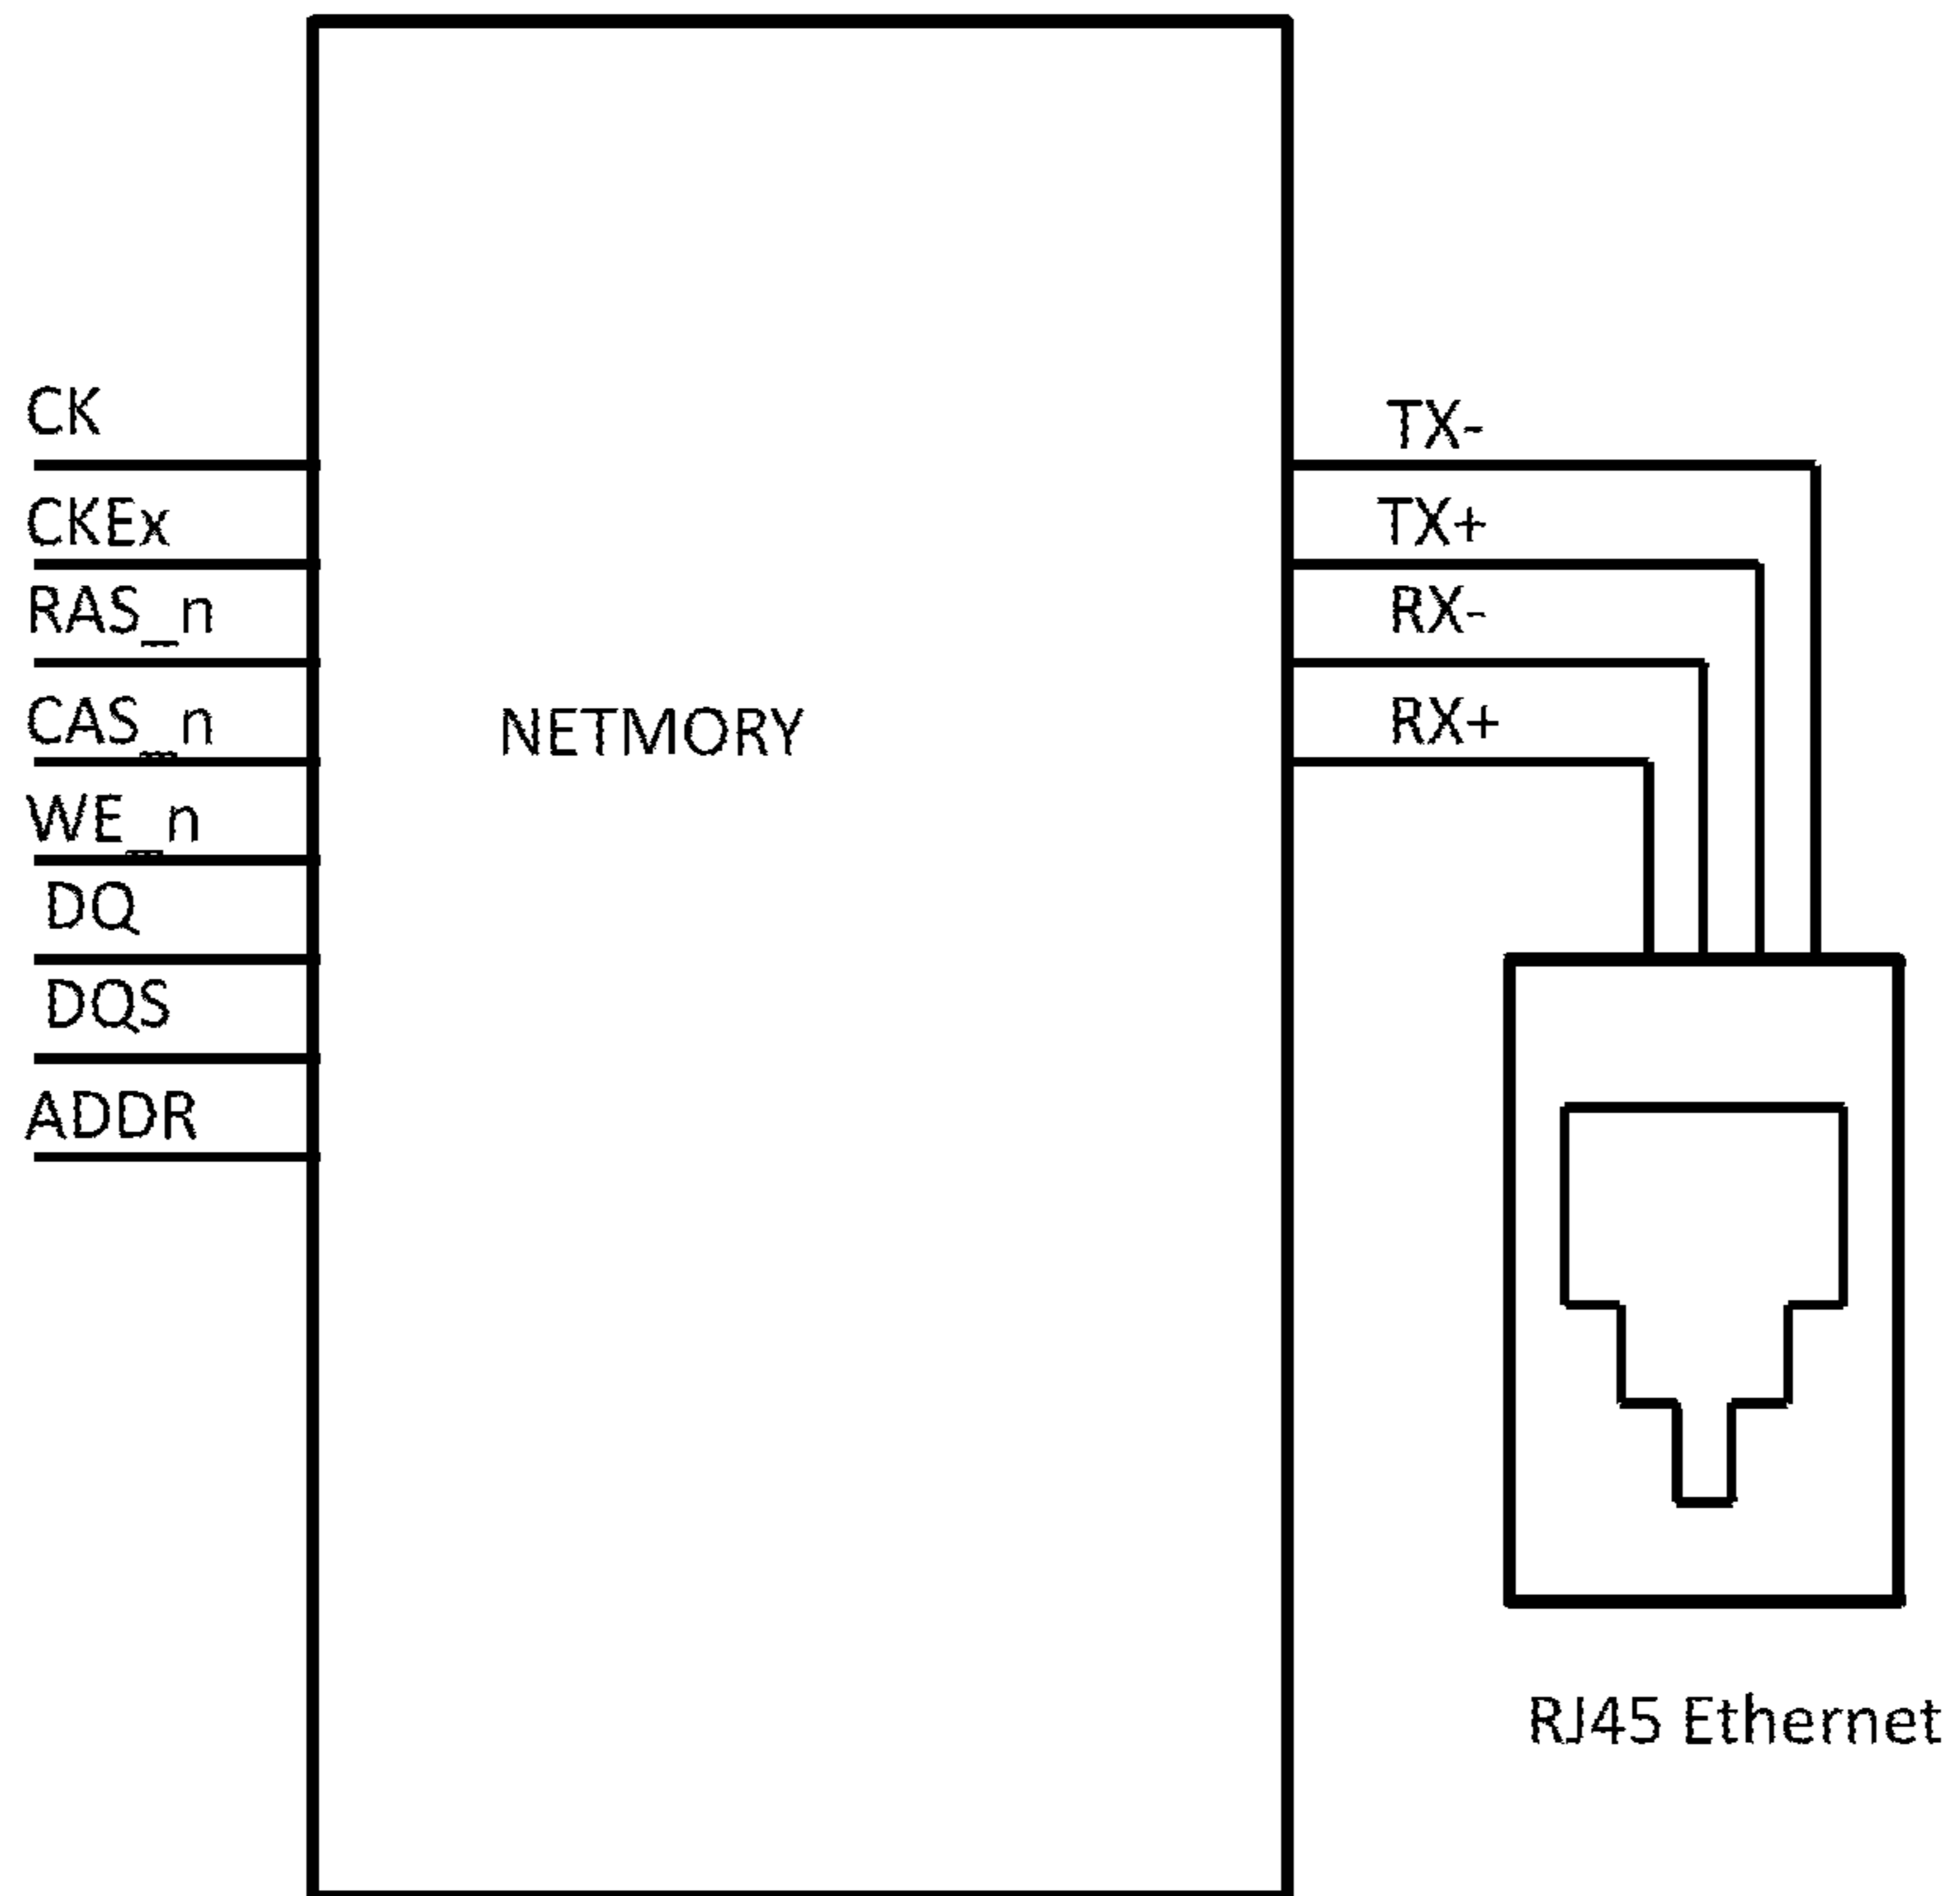 CK
CKEx
RAS_n
CAS_n
WE_n
DQ
DQS
ADDR
NETMORY
TX-
TX+
RX-
RX+
RJ45 Ethernet